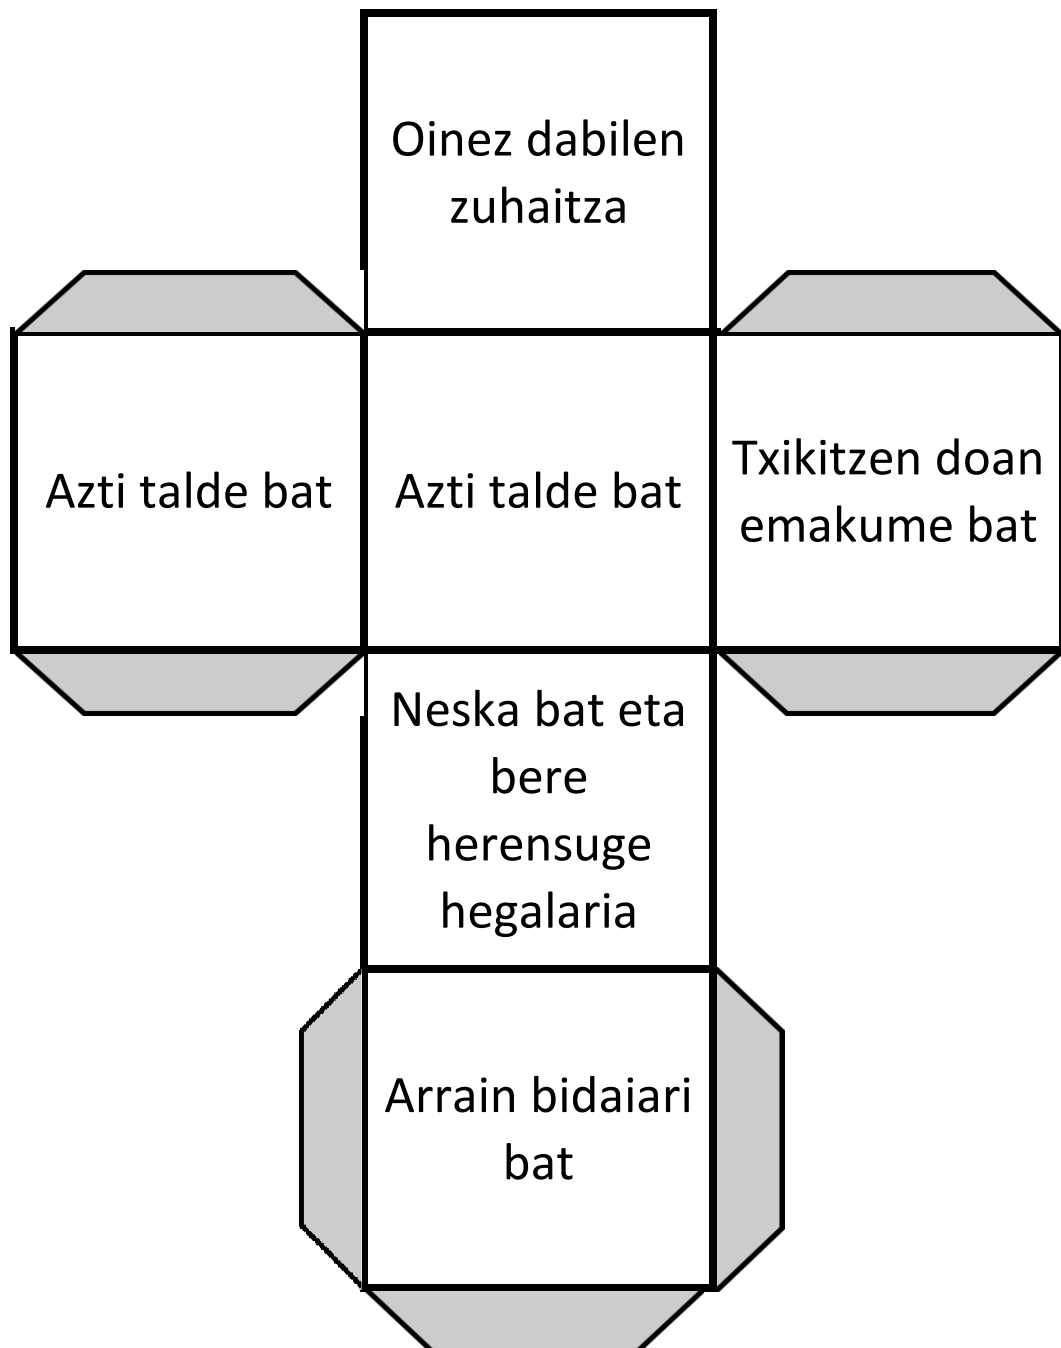 Oinez dabilen
zuhaitza
Azti talde bat
Azti talde bat
Txikitzen doan
emakume bat
Neska bat eta
bere
herensuge
hegalaria
Arrain bidaiari
bat